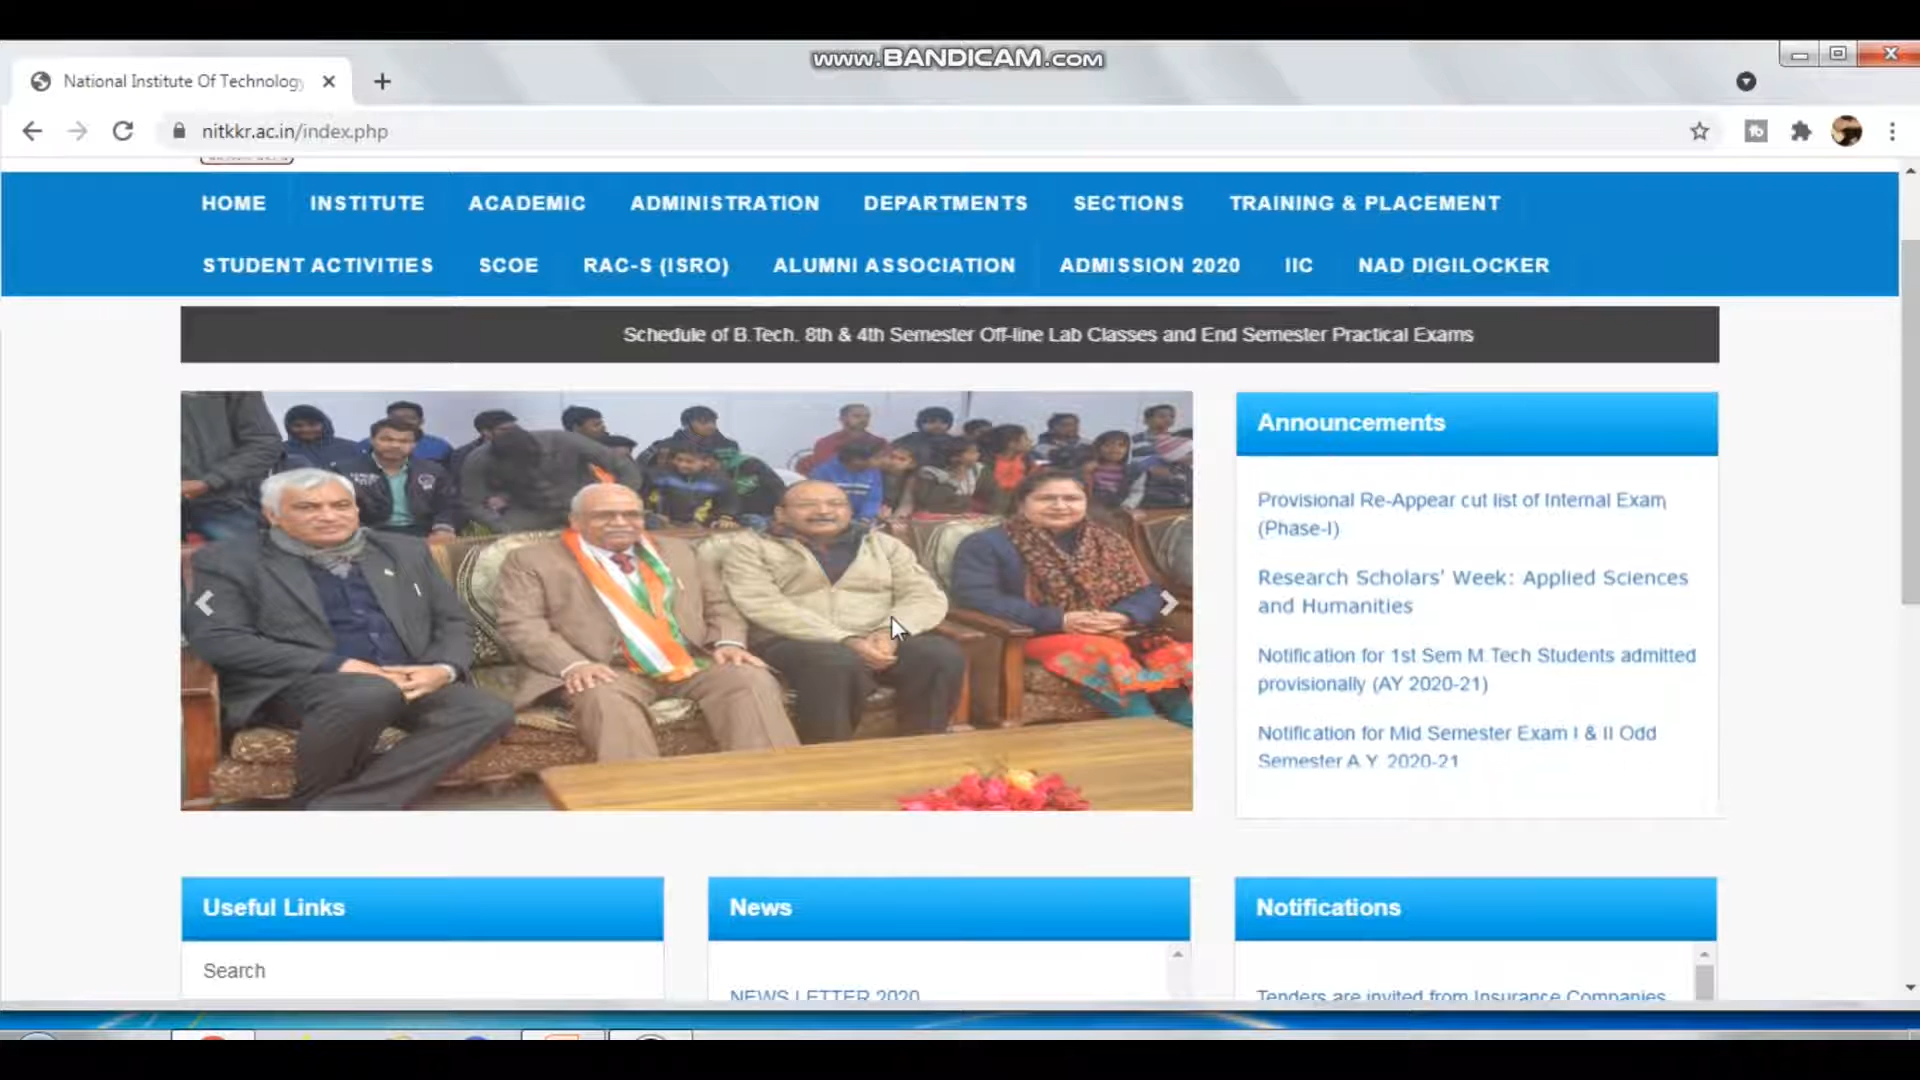 www.BANDICAM.com
National Institute Of Technology
nitkkr.ac.in/index.php
HOME INSTITUTE ACADEMIC ADMINISTRATION DEPARTMENTS SECTIONS TRAINING & PLACEMENT
STUDENT ACTIVITIES SCOE RAC-S (ISRO) ALUMNI ASSOCIATION ADMISSION 2020 IIC NAD DIGILOCKER
Schedule of B.Tech. 8th & 4th Semester Off-line Lab Classes and End Semester Practical Exams
Announcements
Provisional Re-Appear cut list of Internal Exam
(Phase-I)
Research Scholars' Week: Applied Sciences
and Humanities
Notification for 1st Sem M.Tech Students admitted
provisionally (AY 2020-21)
Notification for Mid Semester Exam I & II Odd
Semester A.Y. 2020-21
Useful Links
Search
News
NEWS LETTER 2020
Notifications
Tenders are invited from Insurance Companies